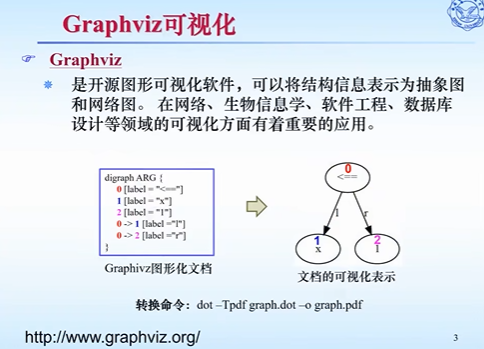 Graphviz可视化
Graphviz
是开源图形可视化软件，可以将结构信息表示为抽象图
和网络图。 在网络、生物信息学、软件工程、数据库
设计等领域的可视化方面有着重要的应用。
digraph ARG {
0 [label = "<=="]
1 [label = "x"]
2 [label = "1"]
0 -> 1 [label ="l"]
0 -> 2 [label ="r"]
}
Graphivz图形化文档
0
<==
l r
1 2
x 1
文档的可视化表示
转换命令：dot –Tpdf graph.dot –o graph.pdf
http://www.graphviz.org/
3